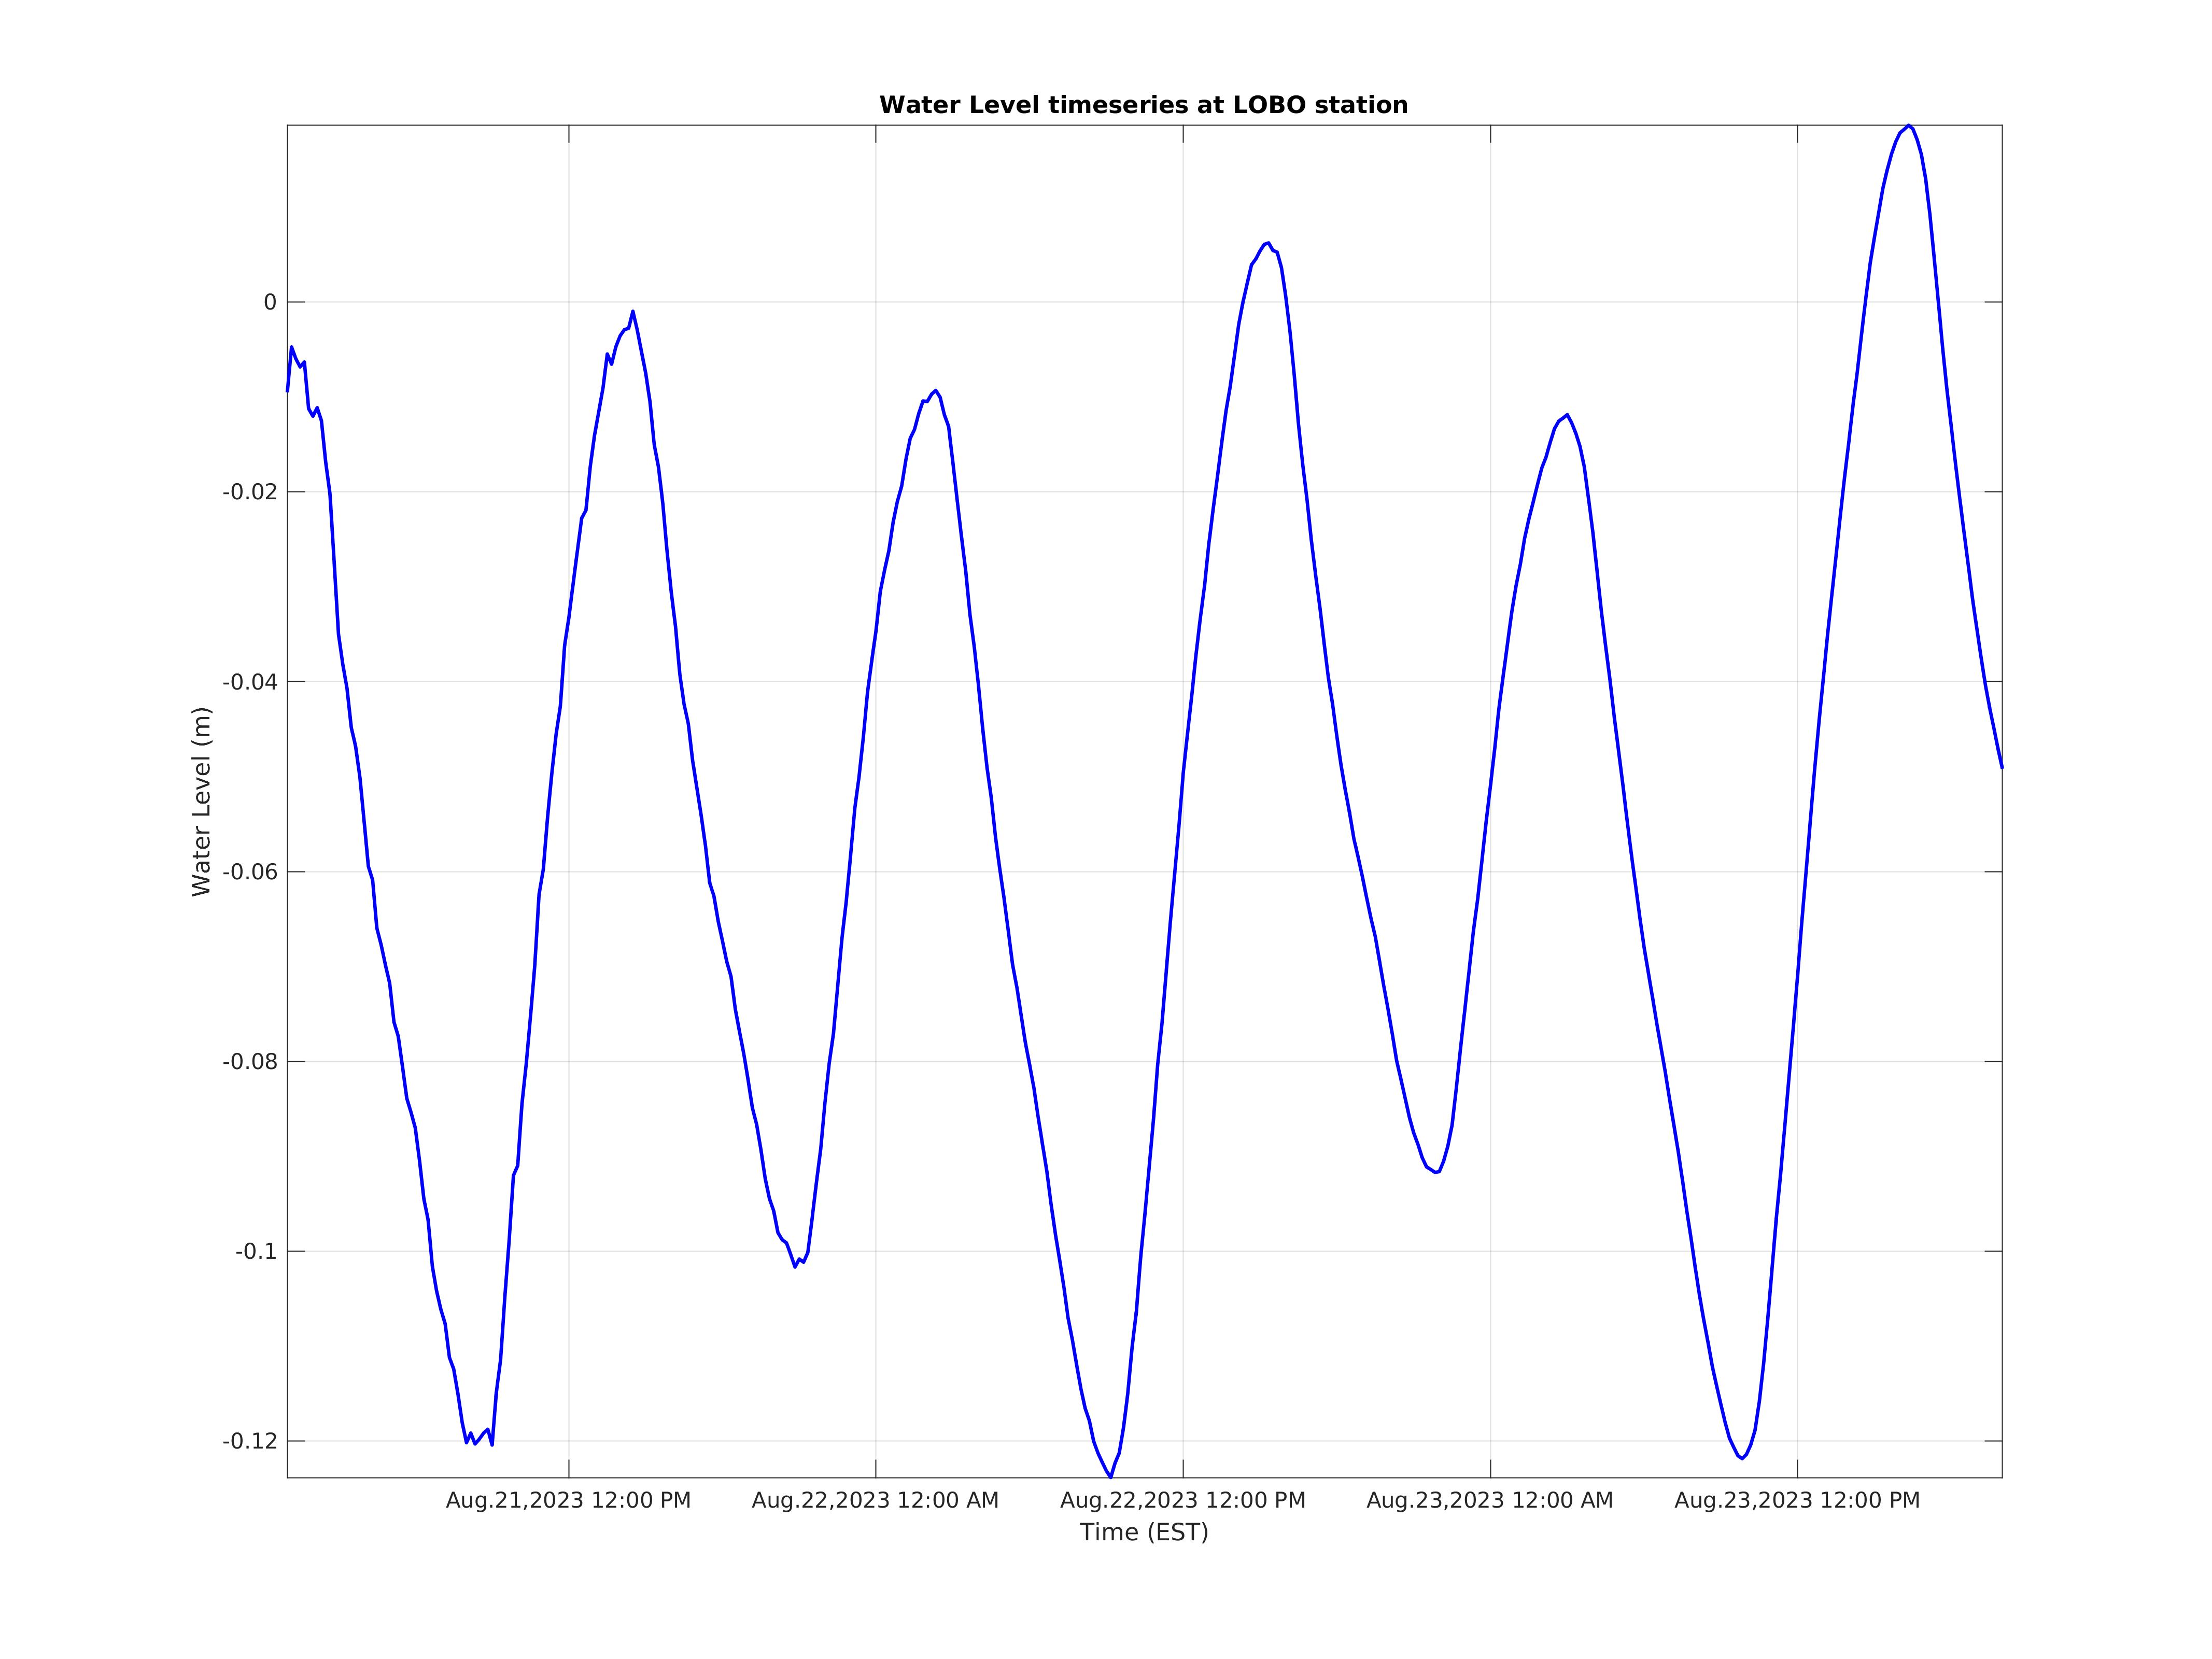 Water Level timeseries at LOBO station
0
-0.02
-0.04
-0.06
-0.08
-0.1
-0.12
Water Level (m)
Aug.21,2023 12:00 PM
Aug.22,2023 12:00 AM
Aug.22,2023 12:00 PM
Aug.23,2023 12:00 AM
Aug.23,2023 12:00 PM
Time (EST)